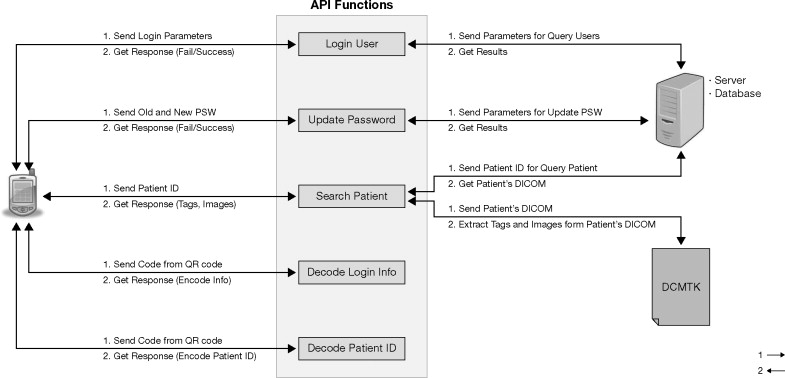 API Functions
1. Send Login Parameters
2. Get Response (Fail/Success)
Login User
1. Send Parameters for Query Users
2. Get Results
· Server
· Database
1. Send Old and New PSW
2. Get Response (Fail/Success)
Update Password
1. Send Parameters for Update PSW
2. Get Results
1. Send Patient ID
2. Get Response (Tags, Images)
Search Patient
1. Send Patient ID for Query Patient
2. Get Patient's DICOM
1. Send Patient's DICOM
2. Extract Tags and Images form Patient's DICOM
1. Send Code from QR code
2. Get Response (Encode Info)
Decode Login Info
DCMTK
1. Send Code from QR code
2. Get Response (Encode Patient ID)
Decode Patient ID
1
2